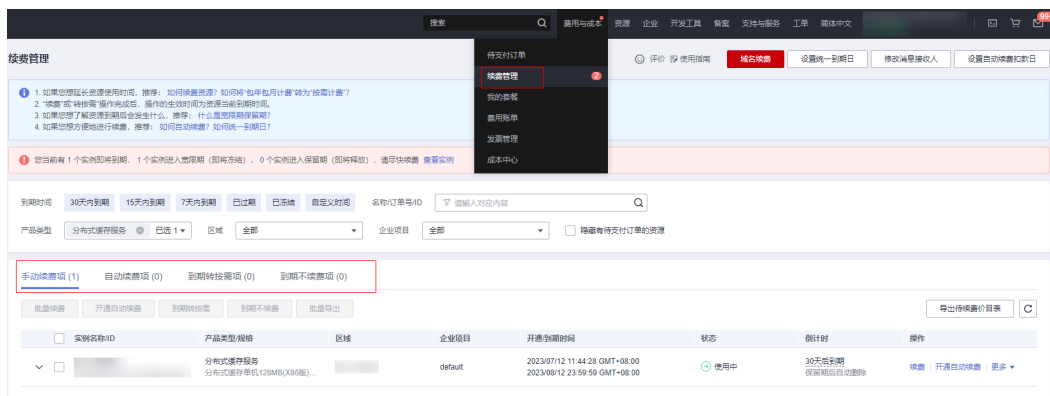 搜索 费用与成本 资源 企业 开发工具 备案 支持与服务 工单 简体中文 99+
续费管理
评价 使用指南 域名续费 设置统一到期日 修改消息接收人 设置自动续费扣款日
待支付订单
续费管理 2
我的套餐
费用账单
发票管理
成本中心
1. 如果您想延长资源使用时间，推荐： 如何续费资源？如何将“包年包月计费”转为“按需计费”？
2. “续费”或“转按需”操作完成后，操作的生效时间为资源当前到期时间。
3. 如果您想了解资源到期后会发生什么，推荐： 什么是宽限期保留期？
4. 如果您想方便地进行续费，推荐： 如何自动续费？如何统一到期日？
您当前有 1 个实例即将到期， 1 个实例进入宽限期（即将冻结）， 0 个实例进入保留期（即将释放），请尽快续费 查看实例
到期时间 30天内到期 15天内到期 7天内到期 已过期 已冻结 自定义时间 名称/订单号/ID 请输入对应内容
产品类型 分布式缓存服务 已选 1 区域 全部 企业项目 全部 隐藏有待支付订单的资源
手动续费项 (1) 自动续费项 (0) 到期转按需项 (0) 到期不续费项 (0)
批量续费 开通自动续费 到期转按需 到期不续费 批量导出 导出待续费价目表
实例名称/ID 产品类型/规格 区域 企业项目 开通/到期时间 状态 倒计时 操作
分布式缓存服务 2023/07/12 11:44:28 GMT+08:00 30天后到期
default 使用中 续费 开通自动续费 更多
分布式缓存单机128MB(X86版)... 2023/08/12 23:59:59 GMT+08:00 保留期后自动删除